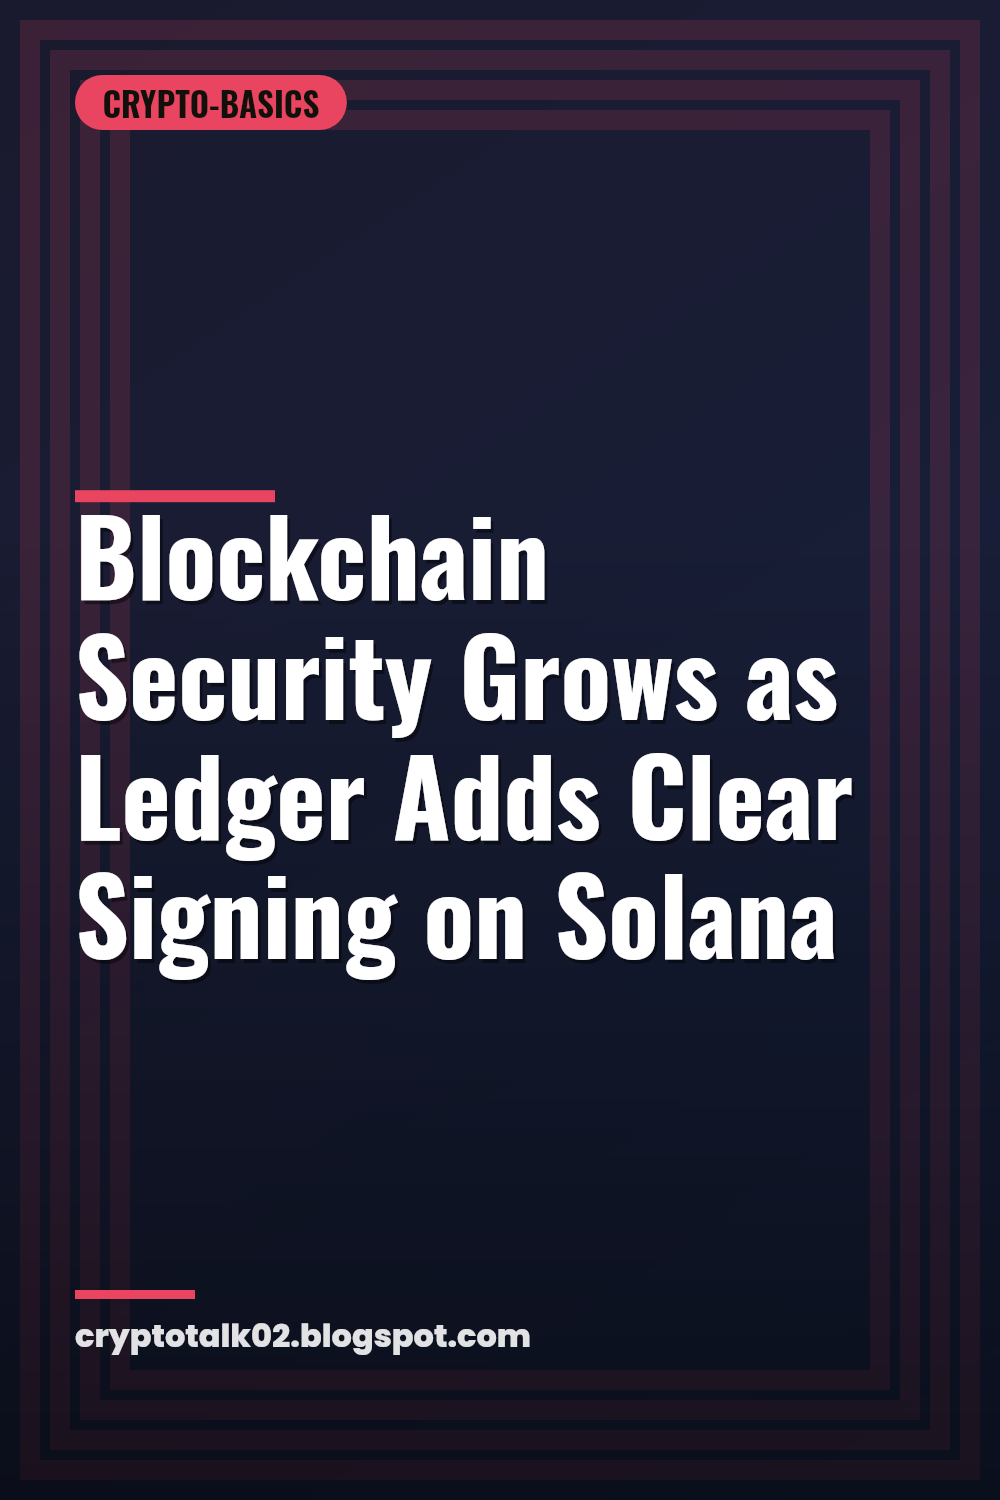 CRYPTO-BASICS
Blockchain
Security Grows as
Ledger Adds Clear
Signing on Solana
cryptotalk02.blogspot.com